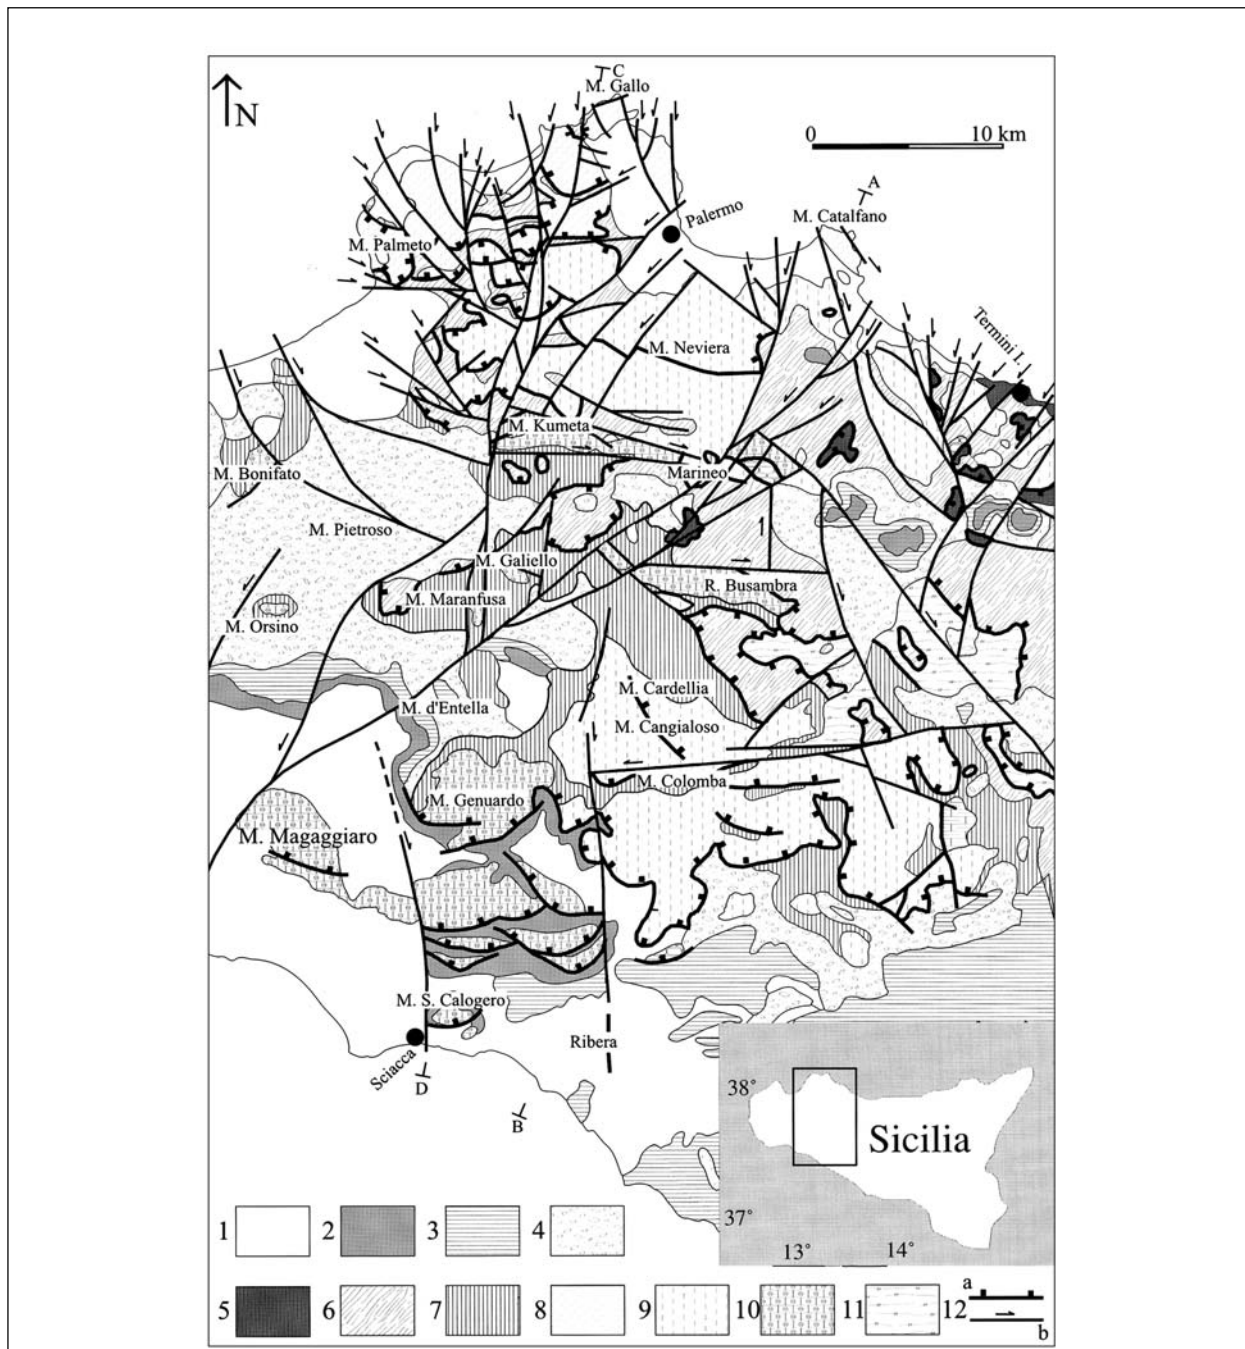 C
M. Gallo
N
0 10 km
A
Palermo
M. Catalfano
M. Palmeto
Termini I.
M. Neviera
M. Kumeta
M. Bonifato
Marineo
M. Pietroso
M. Galiello
R. Busambra
M. Maranfusa
M. Orsino
M. Cardellia
M. d'Entella
M. Cangialoso
M. Colomba
M. Genuardo
M. Magaggiaro
M. S. Calogero
Ribera
Sciacca
D
B
38°
Sicilia
37°
13° 14°
1 2 3 4
5 6 7 8 9 10 11 12 a
b